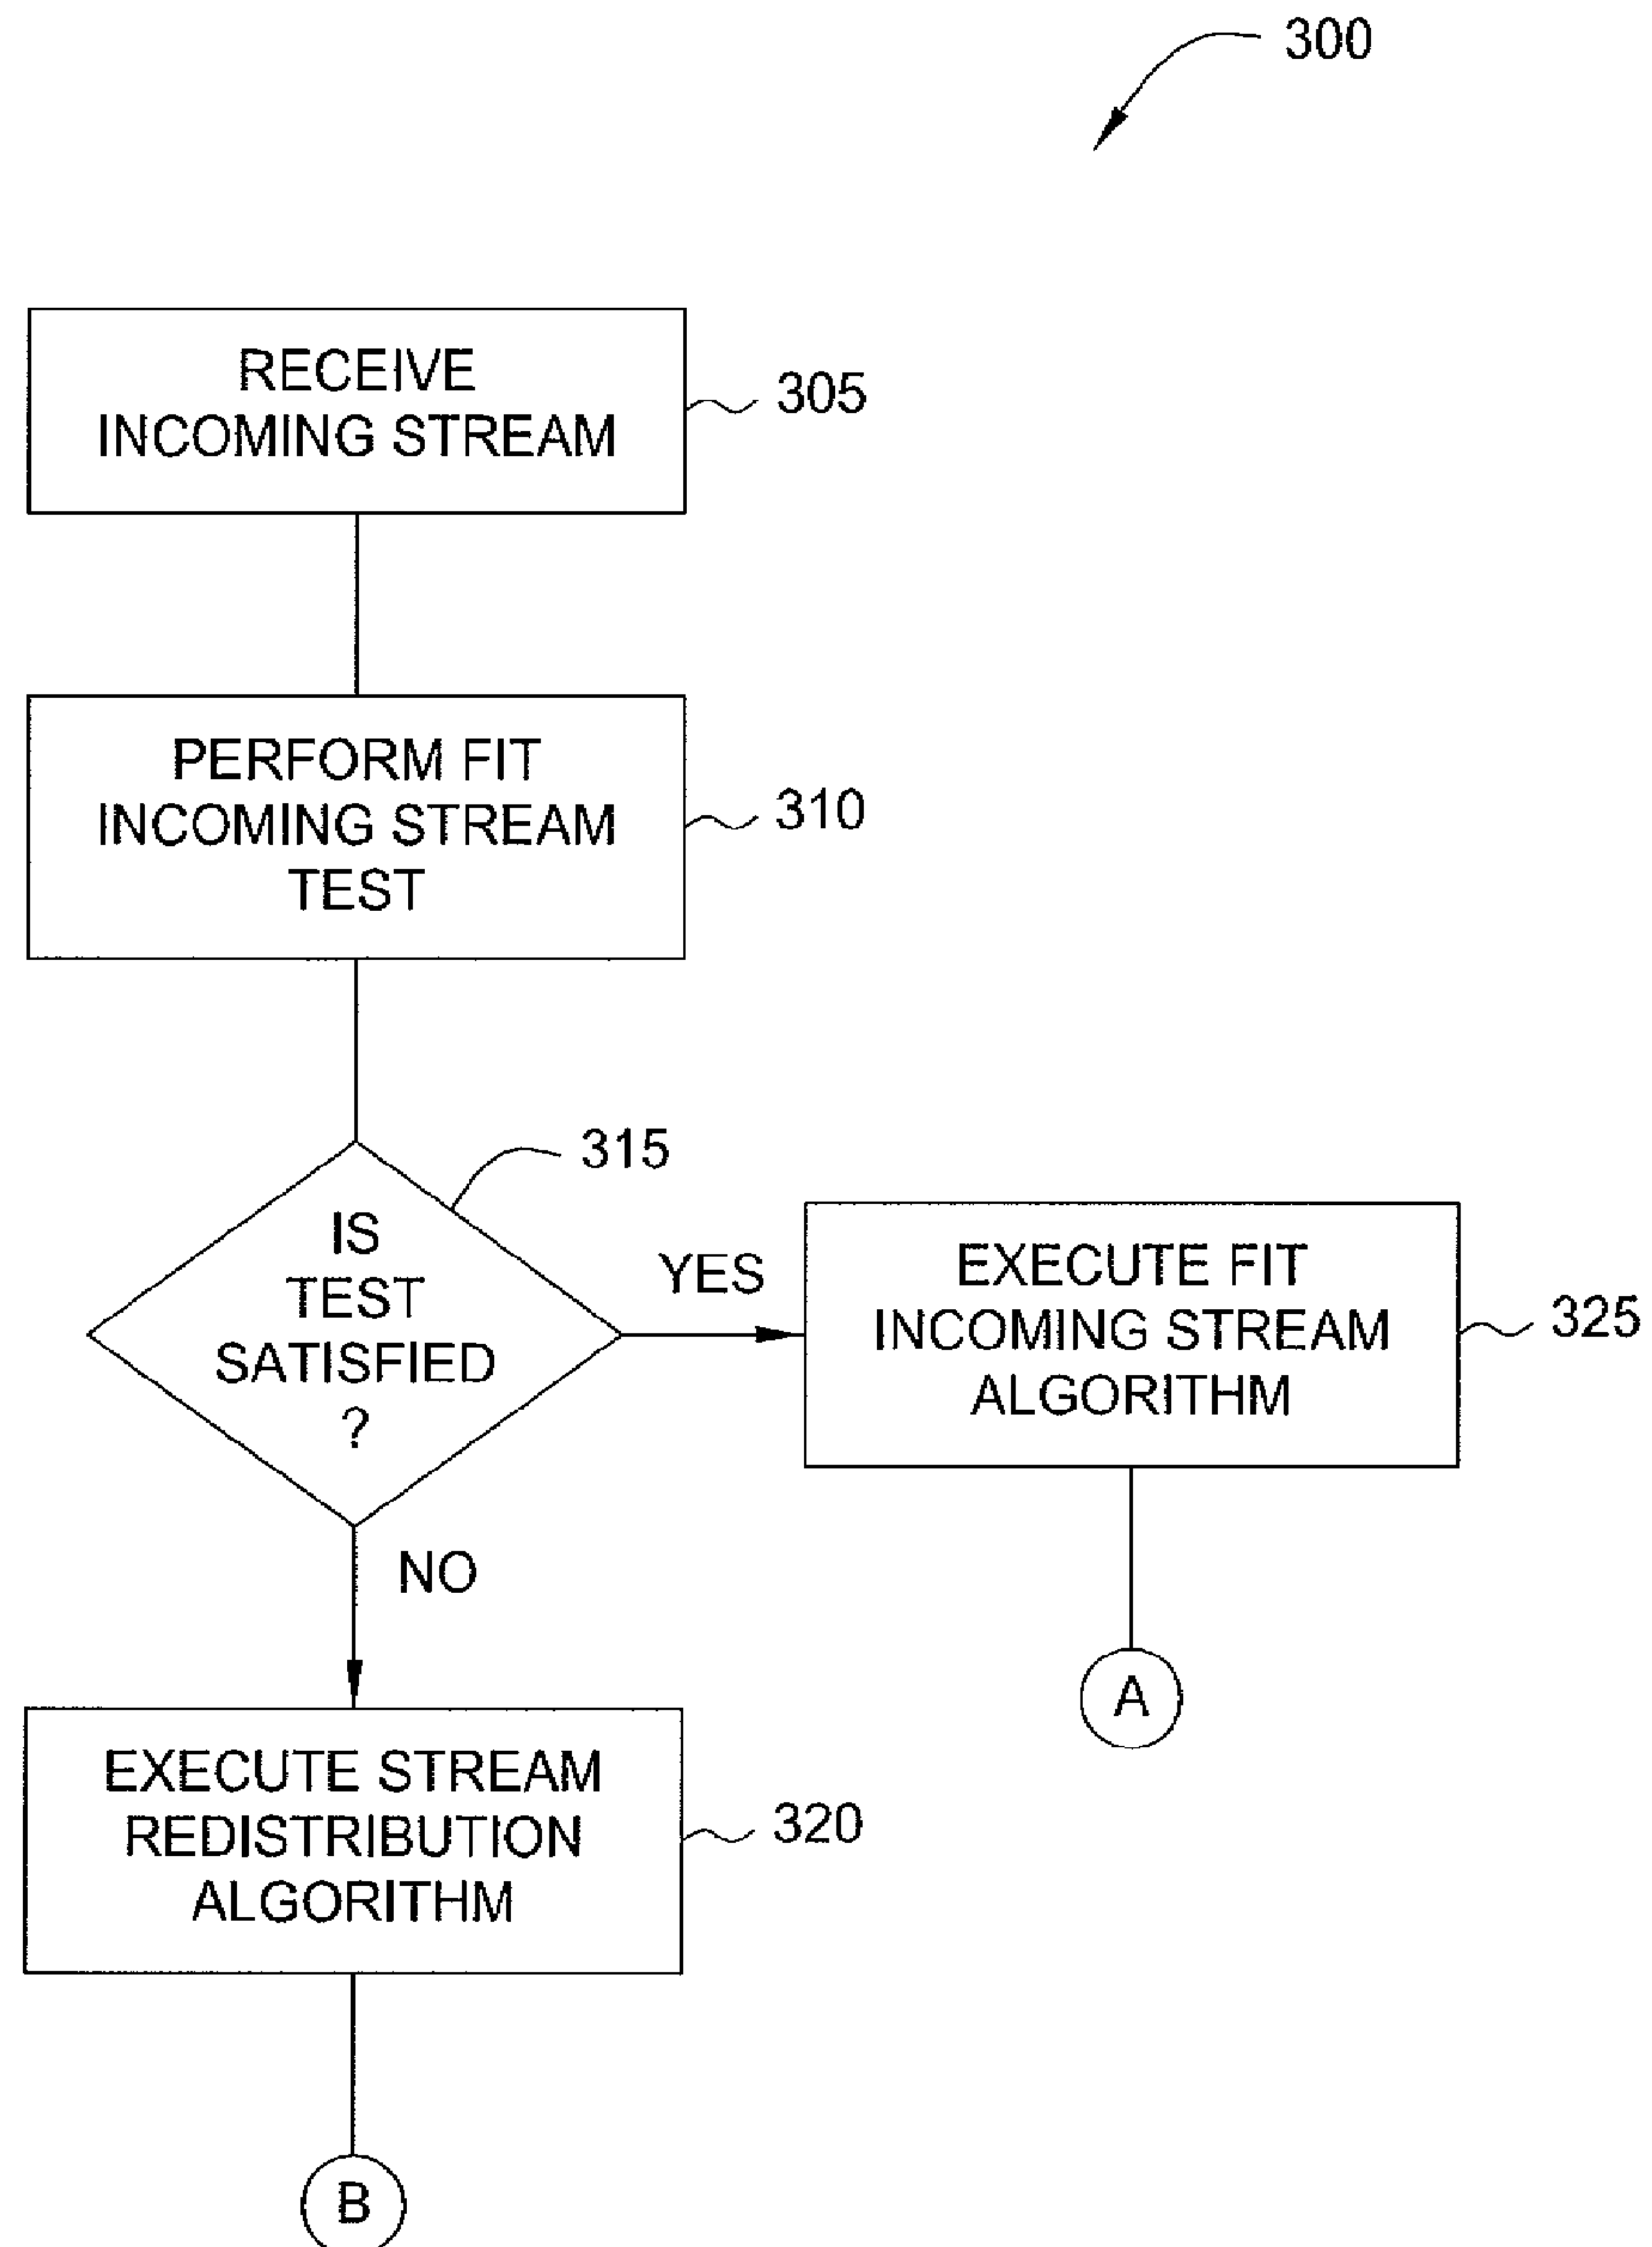 300
RECEIVE
INCOMING STREAM
305
PERFORM FIT
INCOMING STREAM
TEST
310
315
IS
TEST
SATISFIED
?
YES
EXECUTE FIT
INCOMING STREAM
ALGORITHM
325
NO
A
EXECUTE STREAM
REDISTRIBUTION
ALGORITHM
320
B